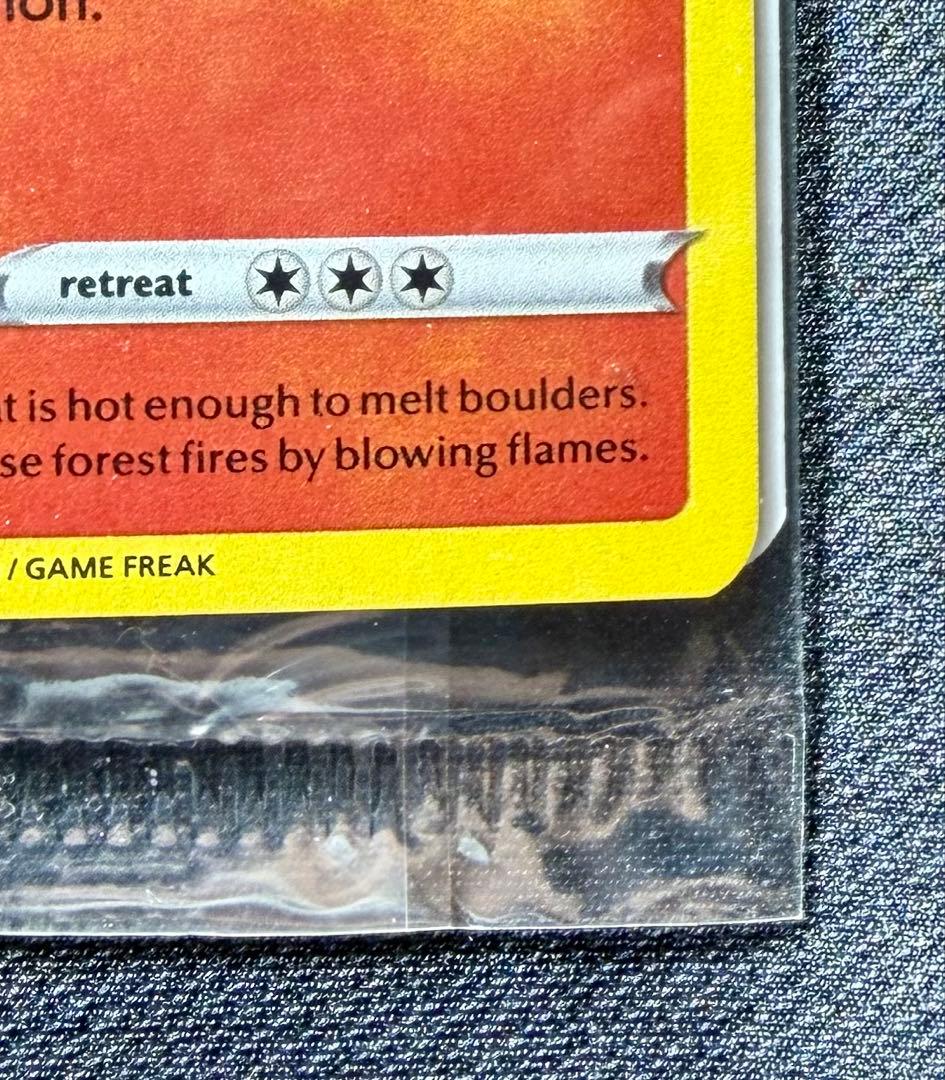 retreat
t is hot enough to melt boulders.
se forest fires by blowing flames.
/ GAME FREAK